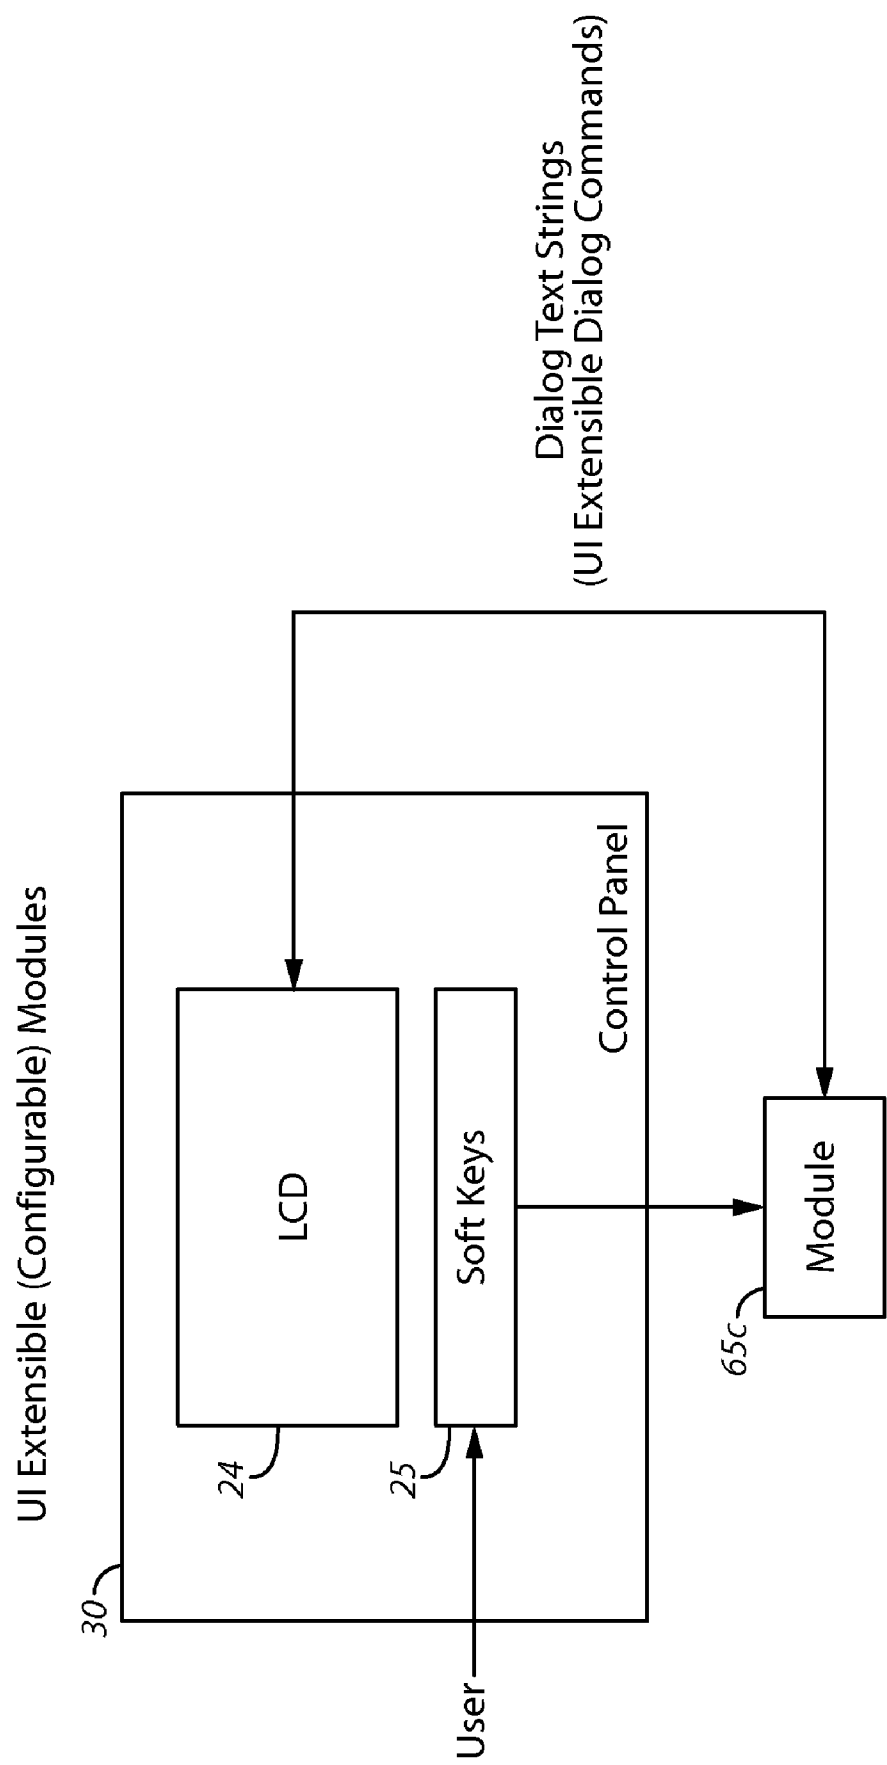 UI Extensible (Configurable) Modules
30
24
LCD
25
Soft Keys
User
Control Panel
Dialog Text Strings
(UI Extensible Dialog Commands)
65c
Module